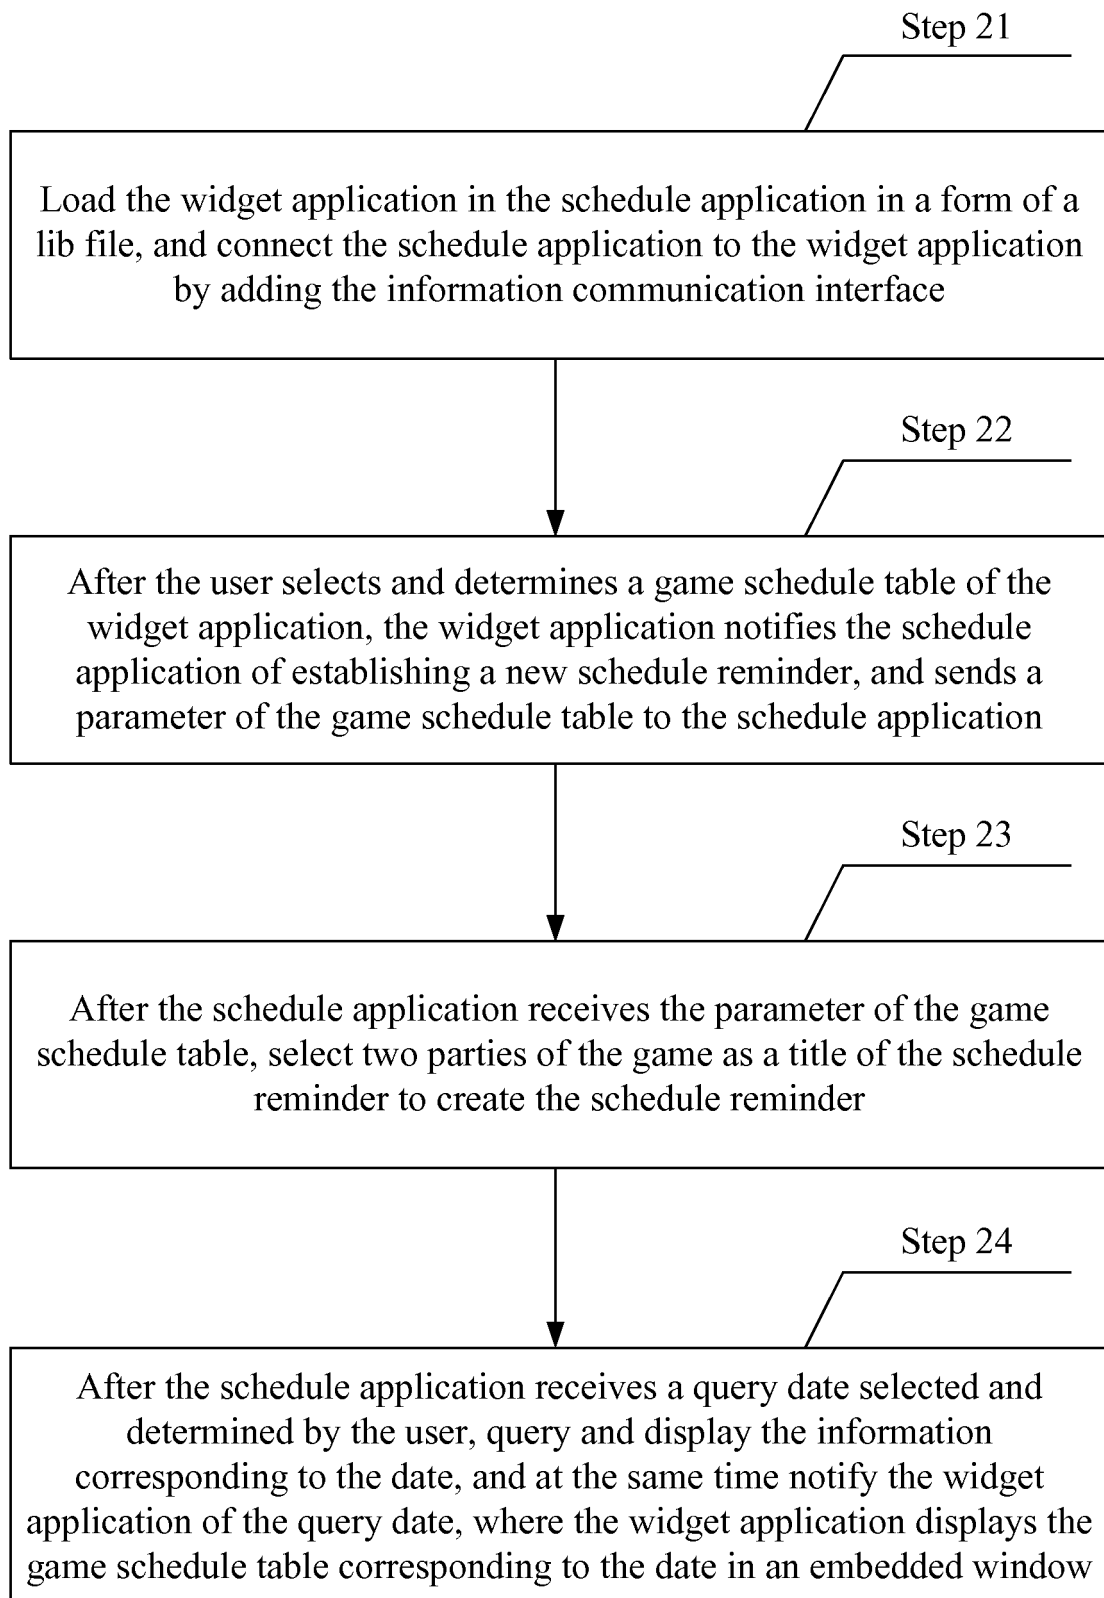 Step 21
Load the widget application in the schedule application in a form of a
lib file, and connect the schedule application to the widget application
by adding the information communication interface
Step 22
After the user selects and determines a game schedule table of the
widget application, the widget application notifies the schedule
application of establishing a new schedule reminder, and sends a
parameter of the game schedule table to the schedule application
Step 23
After the schedule application receives the parameter of the game
schedule table, select two parties of the game as a title of the schedule
reminder to create the schedule reminder
Step 24
After the schedule application receives a query date selected and
determined by the user, query and display the information
corresponding to the date, and at the same time notify the widget
application of the query date, where the widget application displays the
game schedule table corresponding to the date in an embedded window